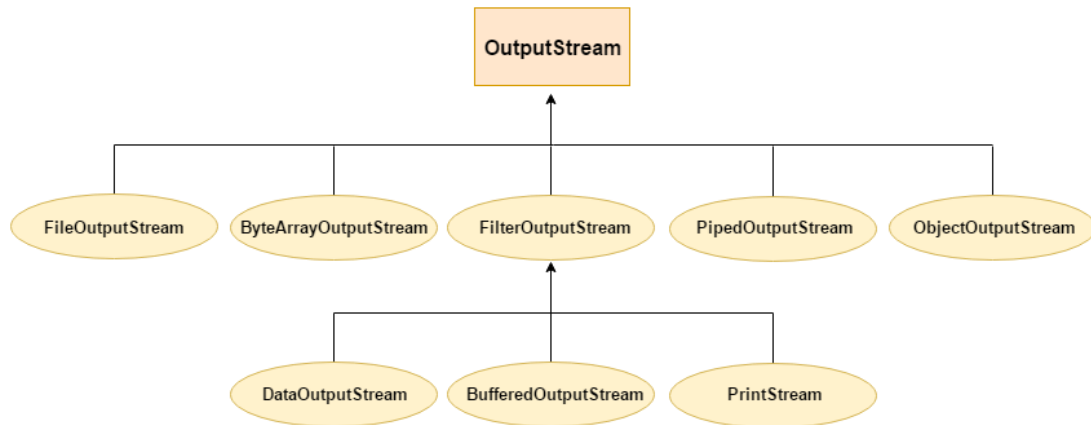 OutputStream
FileOutputStream
ByteArrayOutputStream
FilterOutputStream
PipedOutputStream
ObjectOutputStream
DataOutputStream
BufferedOutputStream
PrintStream